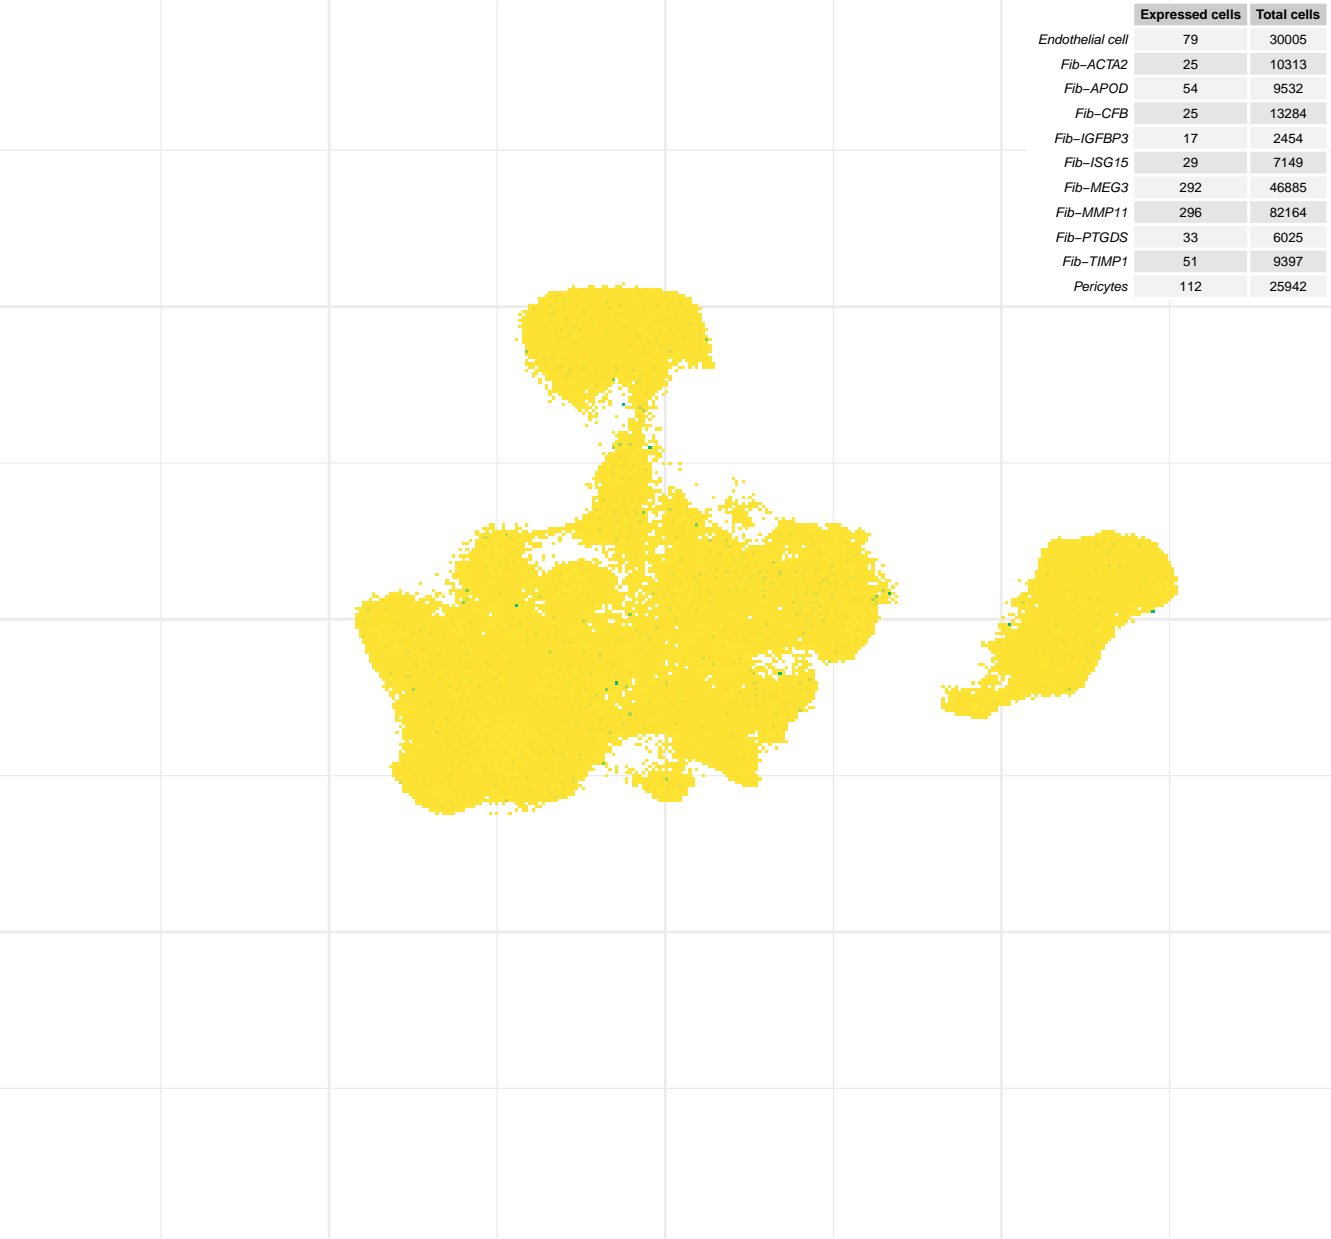 Expressed cells Total cells
Endothelial cell 79 30005
Fib−ACTA2 25 10313
Fib−APOD 54 9532
Fib−CFB 25 13284
Fib−IGFBP3 17 2454
Fib−ISG15 29 7149
Fib−MEG3 292 46885
Fib−MMP11 296 82164
Fib−PTGDS 33 6025
Fib−TIMP1 51 9397
Pericytes 112 25942